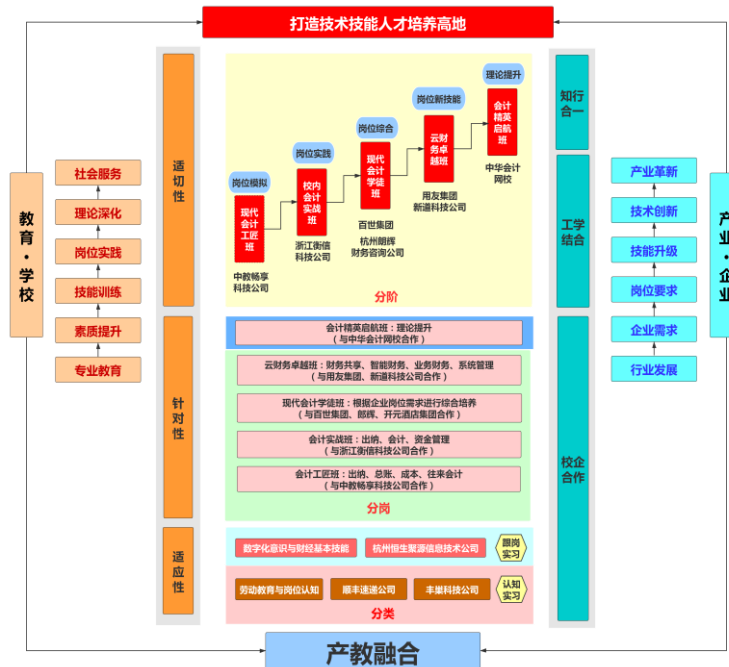 打造技术技能人才培养高地
教育·学校
社会服务
理论深化
岗位实践
技能训练
素质提升
专业教育
适切性
针对性
适应性
理论提升
会计
精英
启航
班
中华会计
网校
岗位新技能
云财
务卓
越班
用友集团
新道科技公司
岗位综合
现代
会计
学徒
班
百世集团
杭州朗辉
财务咨询公司
岗位实践
校内
会计
实战
班
浙江衡信
科技公司
岗位模拟
现代
会计
工匠
班
中教畅享
科技公司
分阶
会计精英启航班：理论提升
（与中华会计网校合作）
云财务卓越班：财务共享、智能财务、业务财务、系统管理
（与用友集团、新道科技公司合作）
现代会计学徒班：根据企业岗位需求进行综合培养
（与百世集团、郎辉、开元酒店集团合作）
会计实战班：出纳、会计、资金管理
（与浙江衡信科技公司合作）
会计工匠班：出纳、总账、成本、往来会计
（与中教畅享科技公司合作）
分岗
数字化意识与财经基本技能
杭州恒生聚源信息技术公司
跟岗
实习
劳动教育与岗位认知
顺丰速递公司
丰巢科技公司
认知
实习
分类
知行
合一
工学
结合
校企
合作
产业革新
技术创新
技能升级
岗位要求
企业需求
行业发展
产业·企业
产教融合